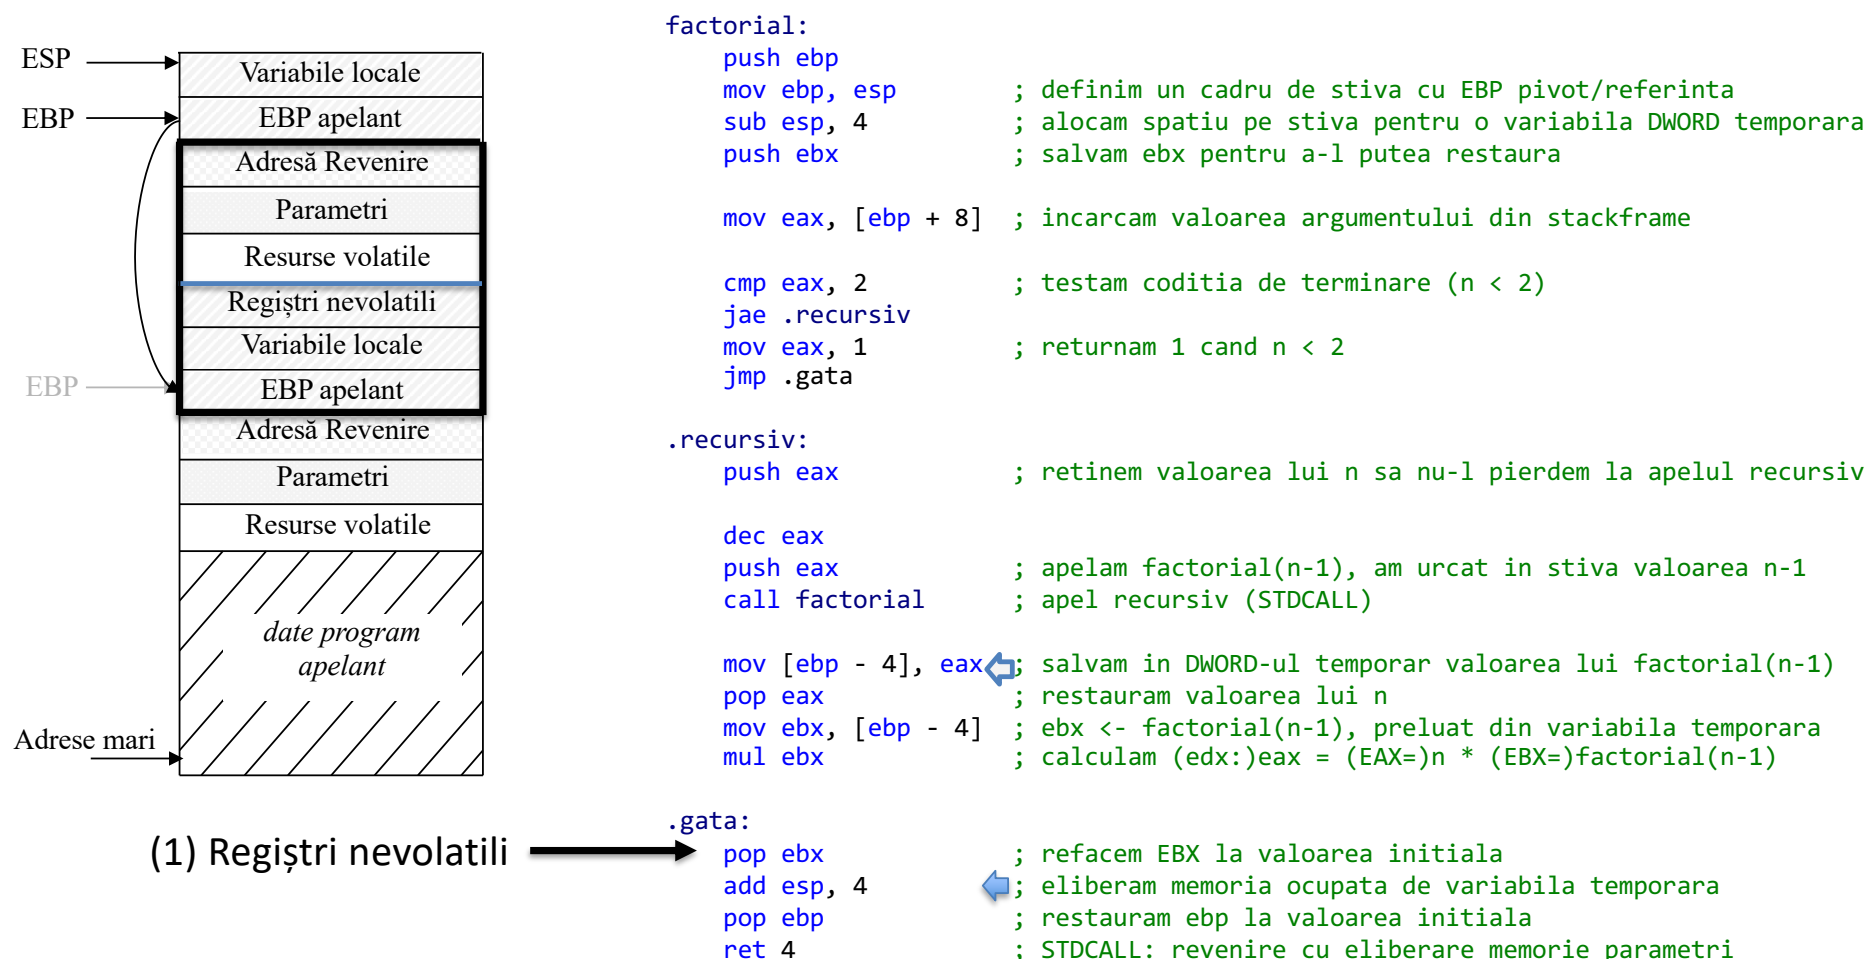 ESP
EBP
EBP
Adrese mari
Variabile locale
EBP apelant
Adresă Revenire
Parametri
Resurse volatile
Regiștri nevolatili
Variabile locale
EBP apelant
Adresă Revenire
Parametri
Resurse volatile
date program
apelant
(1) Regiștri nevolatili
factorial:
push ebp
mov ebp, esp ; definim un cadru de stiva cu EBP pivot/referinta
sub esp, 4 ; alocam spatiu pe stiva pentru o variabila DWORD temporara
push ebx ; salvam ebx pentru a-l putea restaura
mov eax, [ebp + 8] ; incarcam valoarea argumentului din stackframe
cmp eax, 2 ; testam coditia de terminare (n < 2)
jae .recursiv
mov eax, 1 ; returnam 1 cand n < 2
jmp .gata
.recursiv:
push eax ; retinem valoarea lui n sa nu-l pierdem la apelul recursiv
dec eax
push eax ; apelam factorial(n-1), am urcat in stiva valoarea n-1
call factorial ; apel recursiv (STDCALL)
mov [ebp - 4], eax ; salvam in DWORD-ul temporar valoarea lui factorial(n-1)
pop eax ; restauram valoarea lui n
mov ebx, [ebp - 4] ; ebx <- factorial(n-1), preluat din variabila temporara
mul ebx ; calculam (edx:)eax = (EAX=)n * (EBX=)factorial(n-1)
.gata:
pop ebx ; refacem EBX la valoarea initiala
add esp, 4 ; eliberam memoria ocupata de variabila temporara
pop ebp ; restauram ebp la valoarea initiala
ret 4 ; STDCALL: revenire cu eliberare memorie parametri